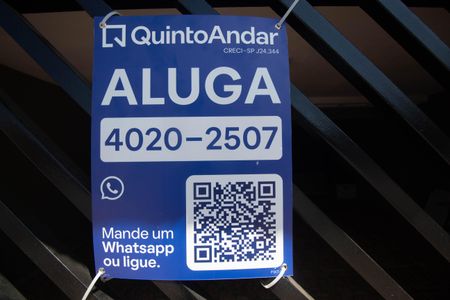 QuintoAndar
CRECI-SP J24.344
ALUGA
4020-2507
Mande um
Whatsapp
ou ligue.